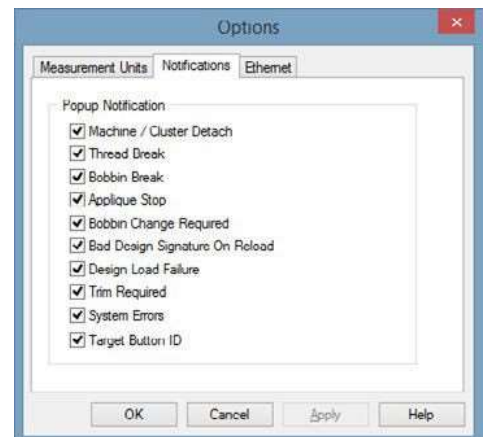 Options
Measurement Units Notifications Ethernet
Popup Notification
Machine / Cluster Detach
Thread Break
Bobbin Break
Applique Stop
Bobbin Change Required
Bad Design Signature On Reload
Design Load Failure
Trim Required
System Errors
Target Button ID
OK Cancel Apply Help